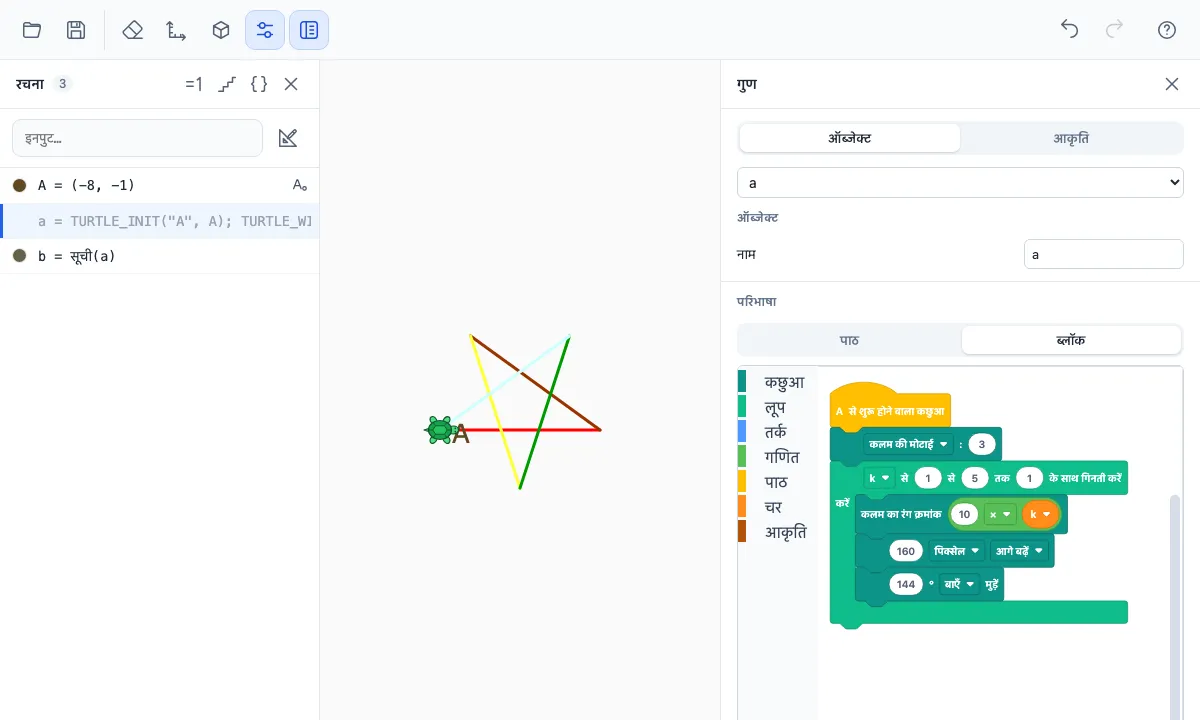 रचना 3 =1 {}
गुण
इनपुट…
ऑब्जेक्ट आकृति
A = (−8, −1)
a
a = TURTLE_INIT("A", A); TURTLE_WI
ऑब्जेक्ट
b = सूची(a)
नाम a
परिभाषा
पाठ ब्लॉक
कछुआ
लूप
तर्क
गणित
पाठ
चर
आकृति
A से शुरू होने वाला कछुआ
कलम की मोटाई : 3
k से 1 से 5 तक 1 के साथ गिनती करें
करें
कलम का रंग क्रमांक 10 × k
160 पिक्सेल आगे बढ़ें
144 ° बाएँ मुड़ें
A